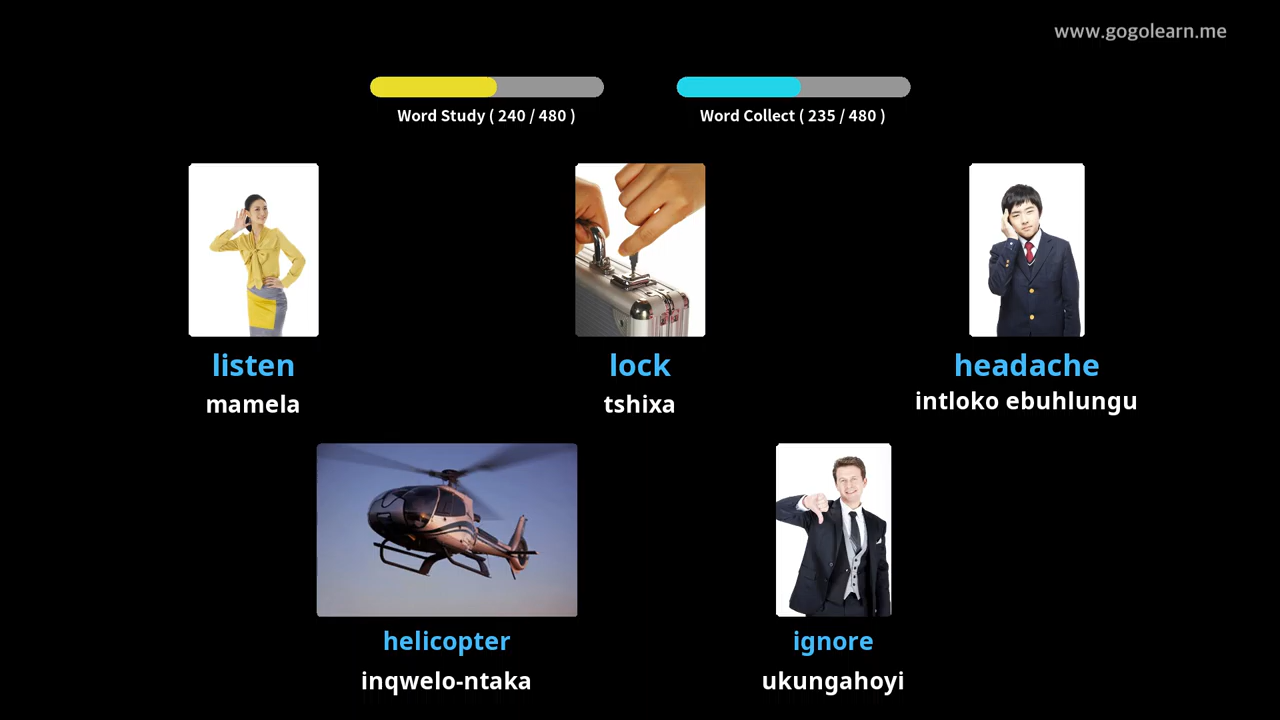 www.gogolearn.me
Word Study ( 240 / 480 )
Word Collect ( 235 / 480 )
listen
mamela
lock
tshixa
headache
intloko ebuhlungu
helicopter
inqwelo-ntaka
ignore
ukungahoyi